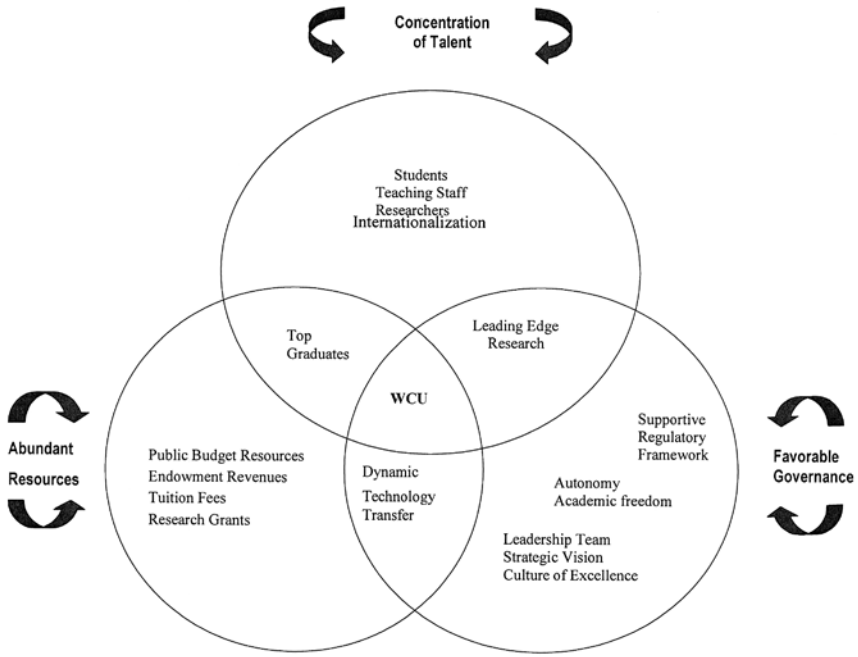 Concentration
of Talent
Students
Teaching Staff
Researchers
Internationalization
Top
Graduates
Leading Edge
Research
WCU
Abundant
Resources
Public Budget Resources
Endowment Revenues
Tuition Fees
Research Grants
Dynamic
Technology
Transfer
Supportive
Regulatory
Framework
Autonomy
Academic freedom
Leadership Team
Strategic Vision
Culture of Excellence
Favorable
Governance